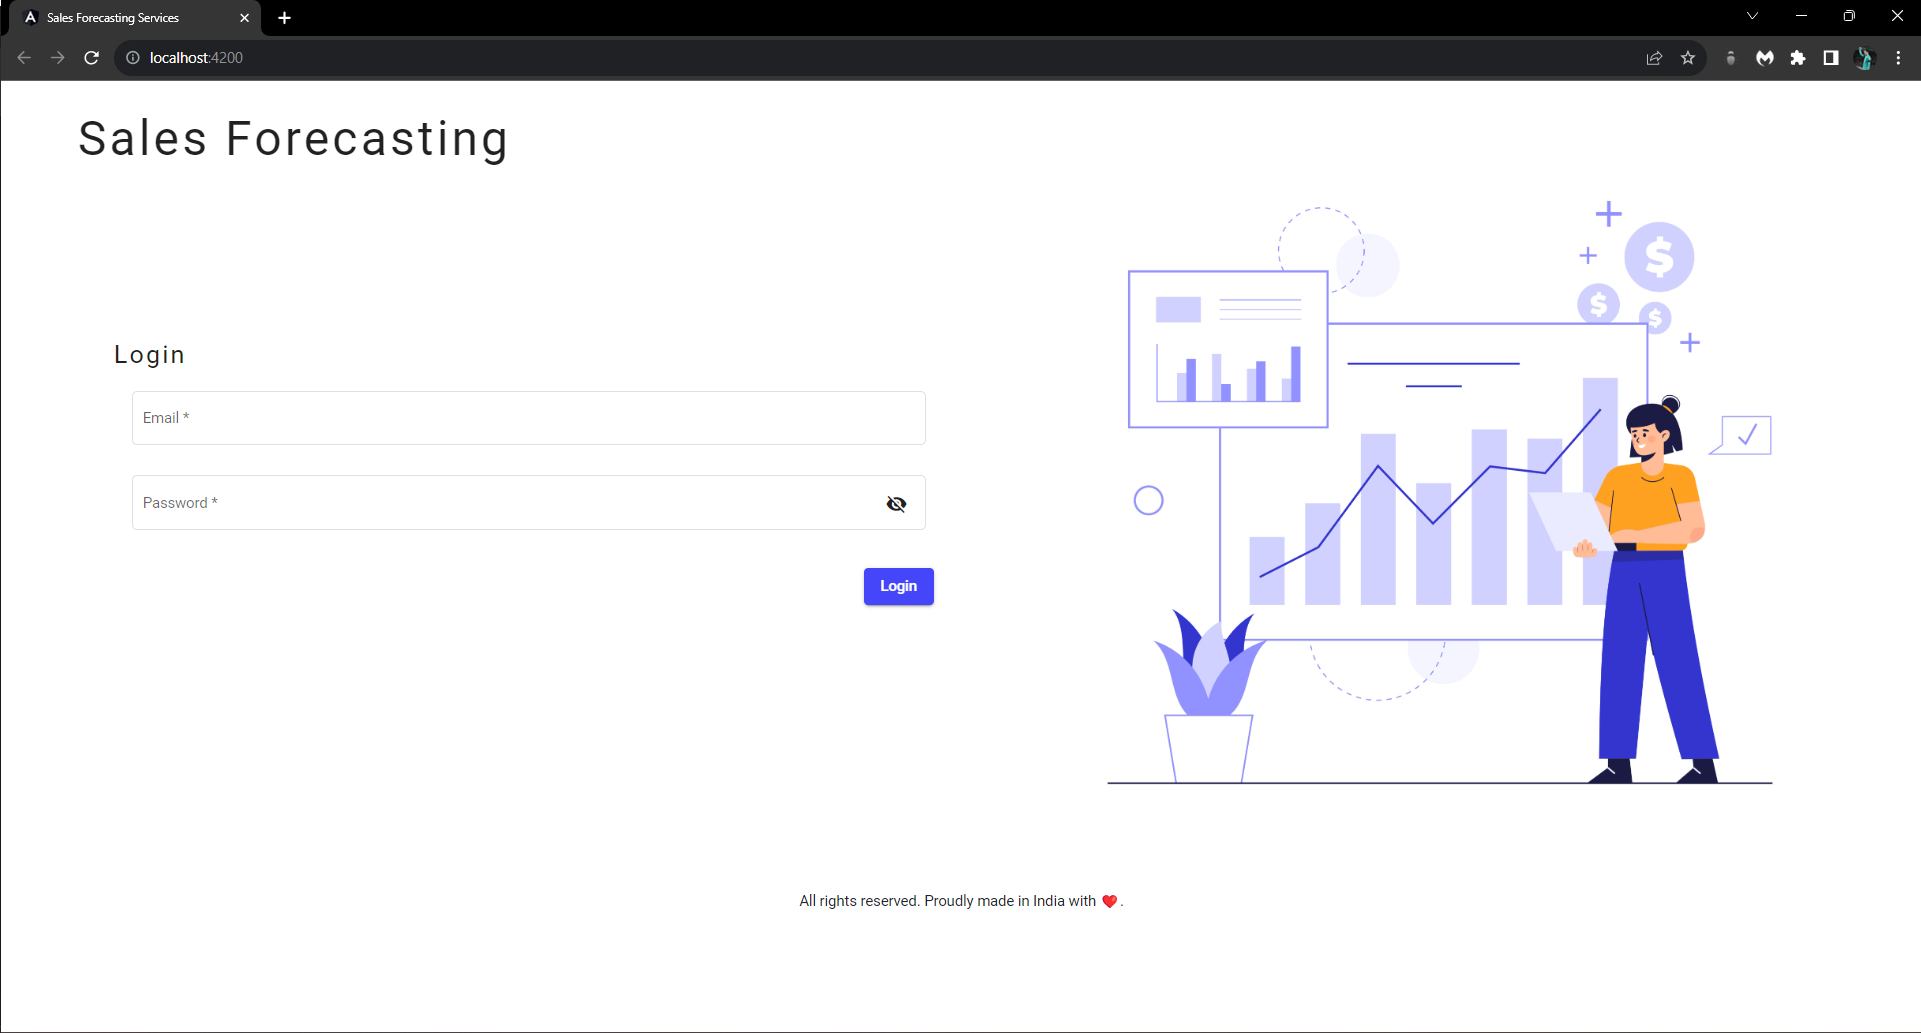 Sales Forecasting Services
localhost:4200
Sales Forecasting
Login
Email *
Password *
Login
$
$
$
All rights reserved. Proudly made in India with ❤️ .